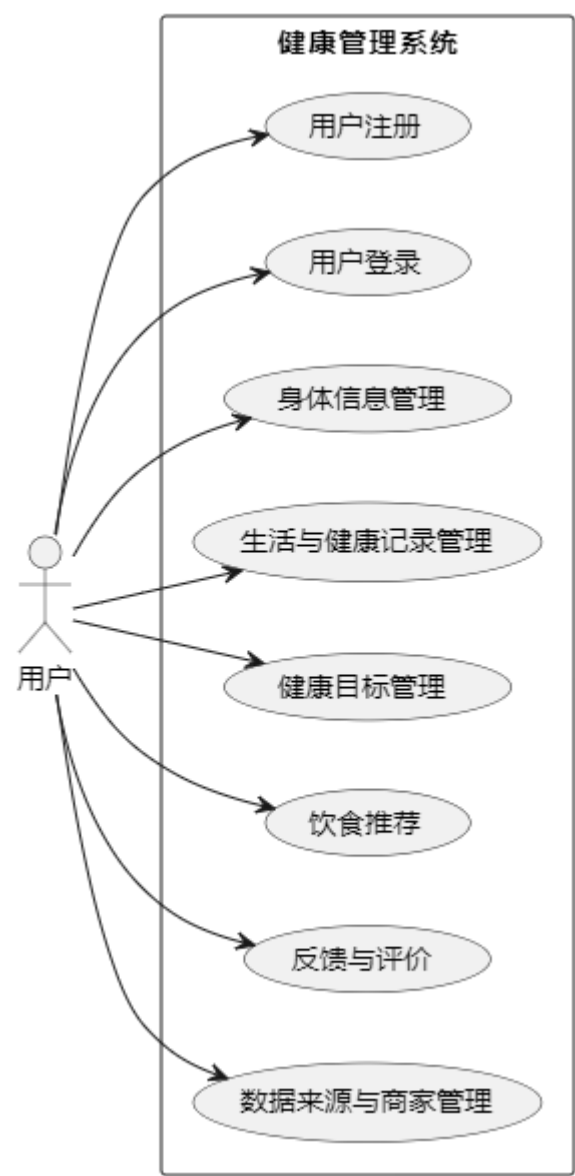 健康管理系统
用户注册
用户登录
身体信息管理
生活与健康记录管理
健康目标管理
用户
饮食推荐
反馈与评价
数据来源与商家管理